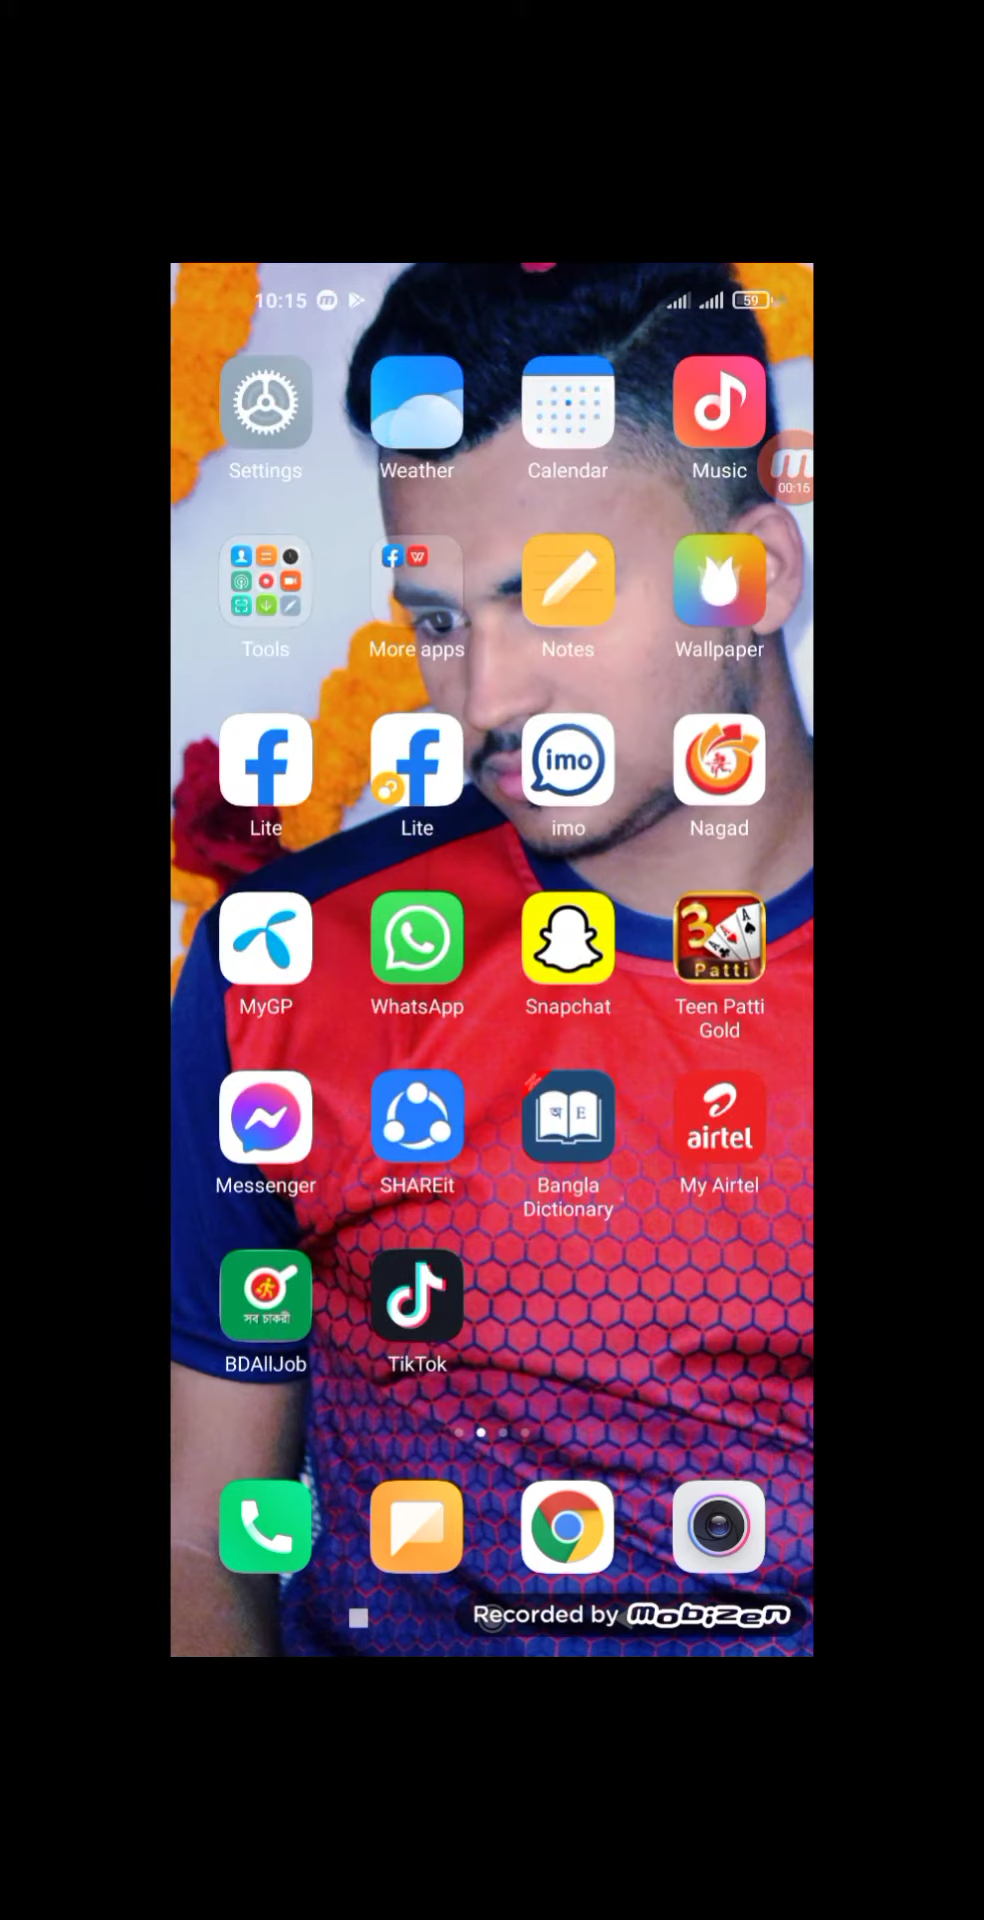 10:15
59
Settings Weather Calendar Music
00:15
Tools More apps Notes Wallpaper
imo
Lite Lite imo Nagad
3
A
Patti
MyGP WhatsApp Snapchat Teen Patti
Gold
অ E
airtel
Messenger SHAREit Bangla My Airtel
Dictionary
সব চাকরী
BDAllJob TikTok
Recorded by mobizen